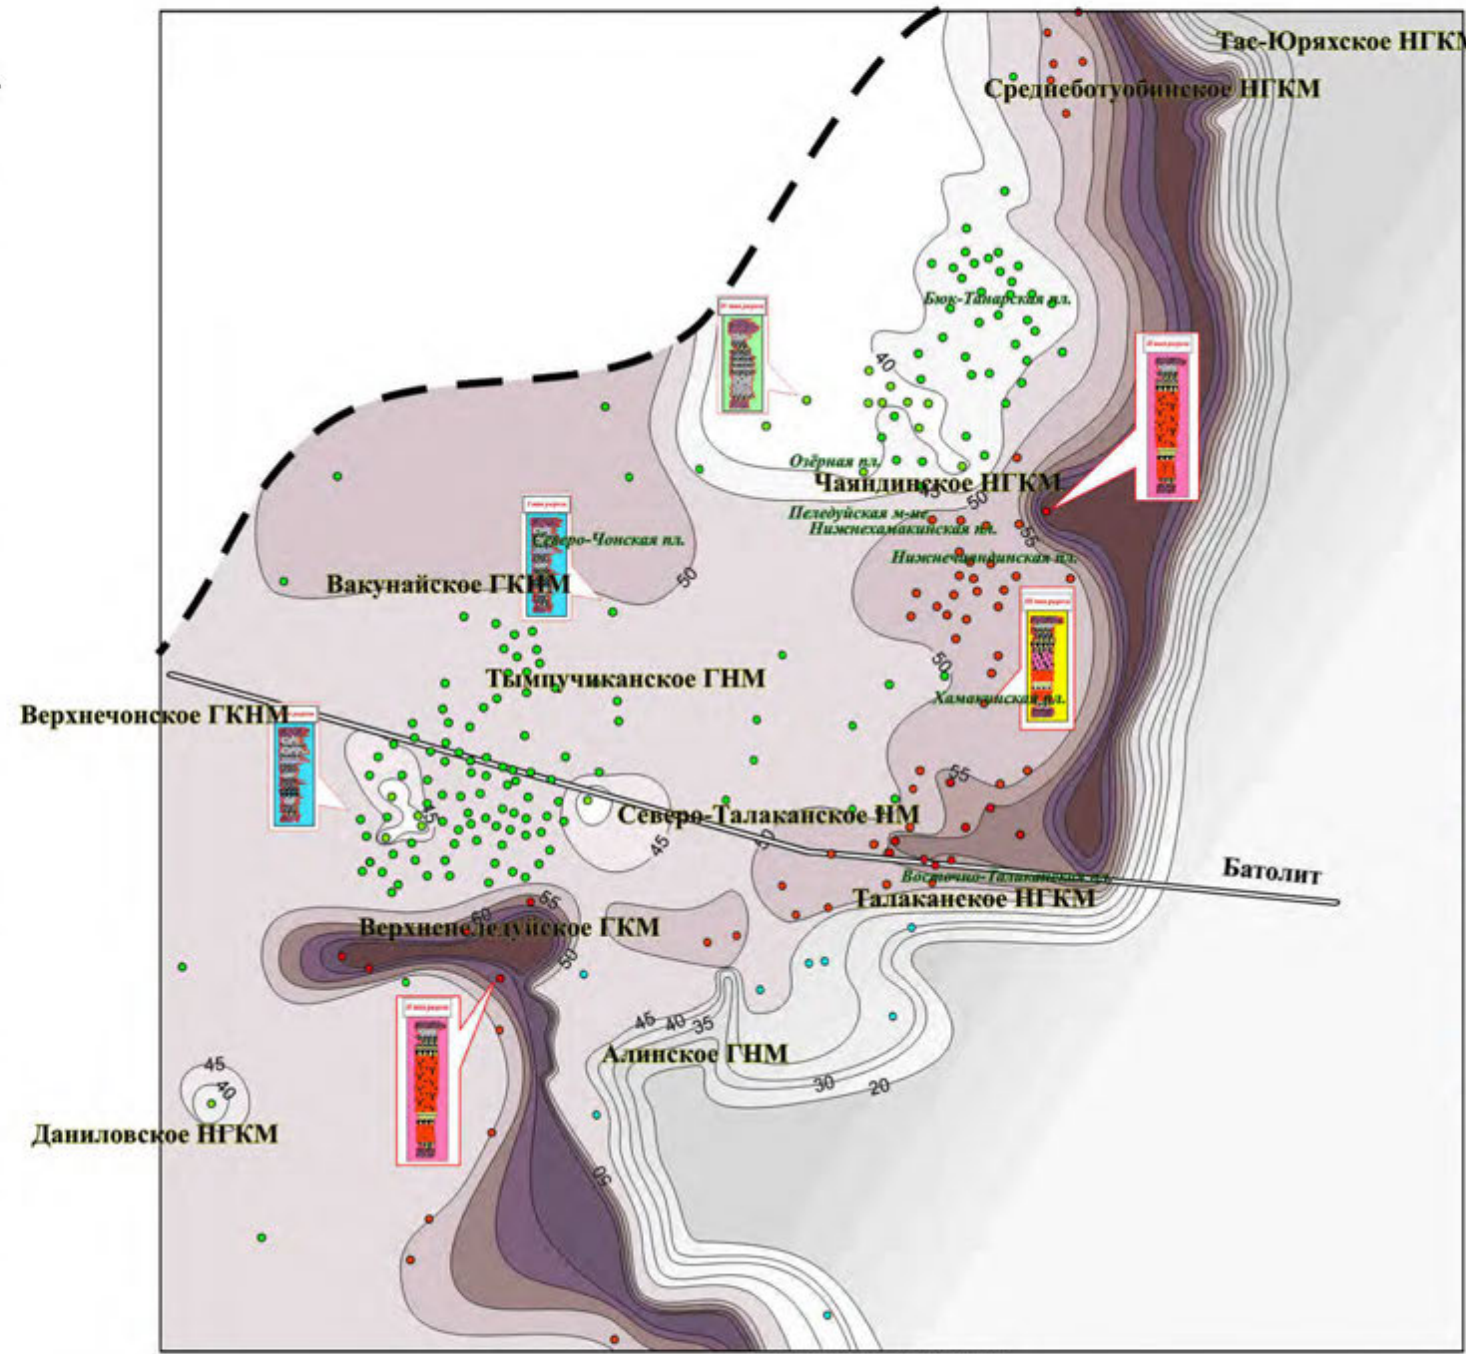 Тас-Юряхское НГКМ
Среднеботуобинское НГКМ
Бюк-Танарская пл.
40
Озёрная пл.
Чаяндинское НГКМ
45
50
Пеледуйская м-ие
Нижнехамакинская пл.
55
Северо-Чонская пл.
Нижнечаяндинская пл.
Вакунайское ГКНМ
50
50
Тымпучиканское ГНМ
Хамакинская пл.
Верхнечонское ГКНМ
55
45
Северо-Талаканское НМ
45
50
Батолит
Восточно-Талаканская пл.
Талаканское НГКМ
55
60
Верхнепеледуйское ГКМ
50
45
40
35
Алинское ГНМ
30
20
45
40
Даниловское НГКМ
50